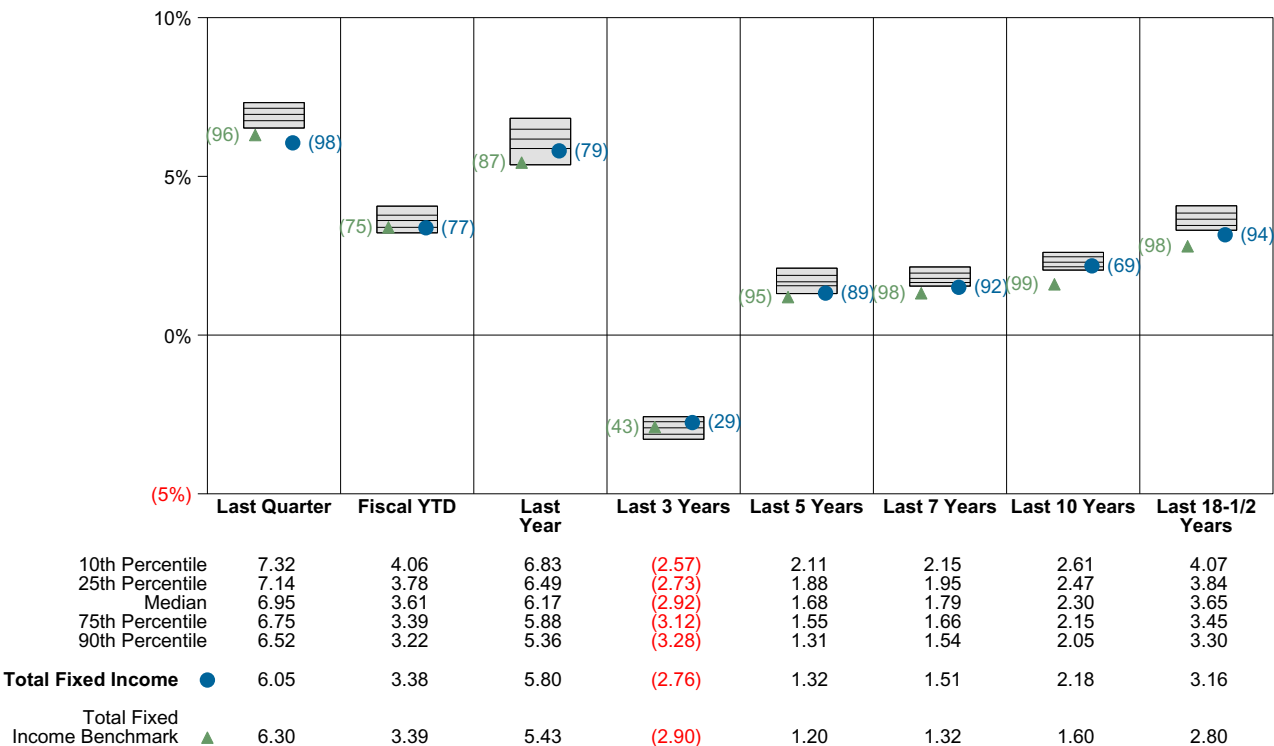 10%
5%
0%
(5%)
(96) (98)
(75) (77)
(87) (79)
(43) (29)
(95) (89)
(98) (92)
(99) (69)
(98) (94)
Last Quarter Fiscal YTD Last Year Last 3 Years Last 5 Years Last 7 Years Last 10 Years Last 18-1/2 Years
10th Percentile 7.32 4.06 6.83 (2.57) 2.11 2.15 2.61 4.07
25th Percentile 7.14 3.78 6.49 (2.73) 1.88 1.95 2.47 3.84
Median 6.95 3.61 6.17 (2.92) 1.68 1.79 2.30 3.65
75th Percentile 6.75 3.39 5.88 (3.12) 1.55 1.66 2.15 3.45
90th Percentile 6.52 3.22 5.36 (3.28) 1.31 1.54 2.05 3.30
Total Fixed Income 6.05 3.38 5.80 (2.76) 1.32 1.51 2.18 3.16
Total Fixed
Income Benchmark 6.30 3.39 5.43 (2.90) 1.20 1.32 1.60 2.80